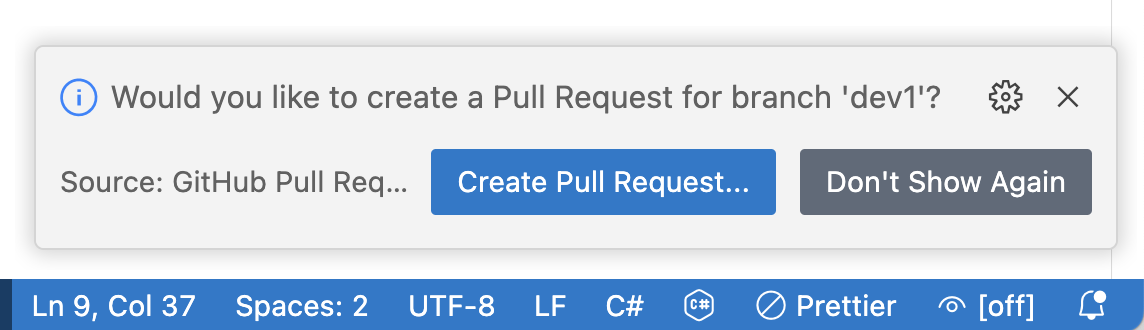 Would you like to create a Pull Request for branch 'dev1'?
Source: GitHub Pull Req... Create Pull Request... Don't Show Again
Ln 9, Col 37 Spaces: 2 UTF-8 LF C# C# Prettier [off]